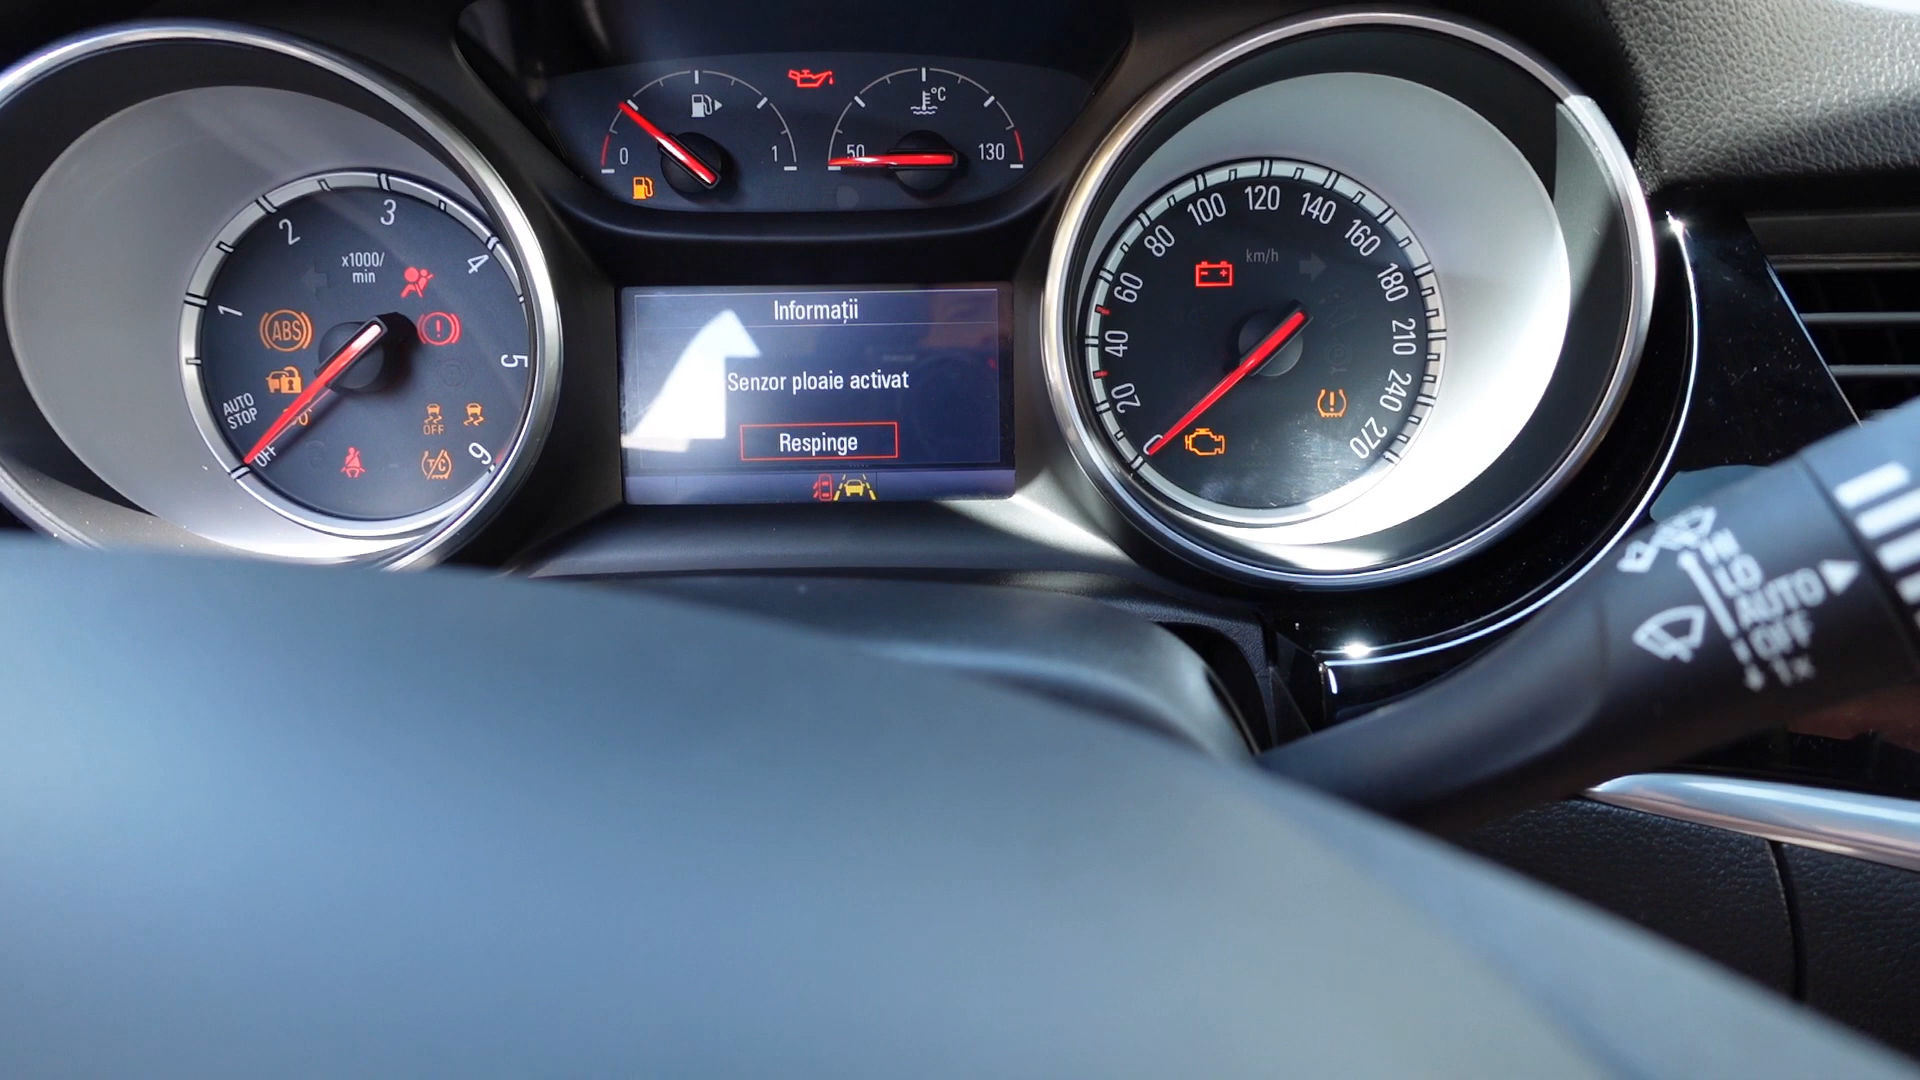 0
1
50
130
°C
1
2
3
4
5
6
x1000/
min
ABS
AUTO
STOP
OFF
OFF
T/C
Informații
Senzor ploaie activat
Respinge
20
40
60
80
100
120
140
160
180
210
240
270
km/h
HI
LO
AUTO
OFF
1x